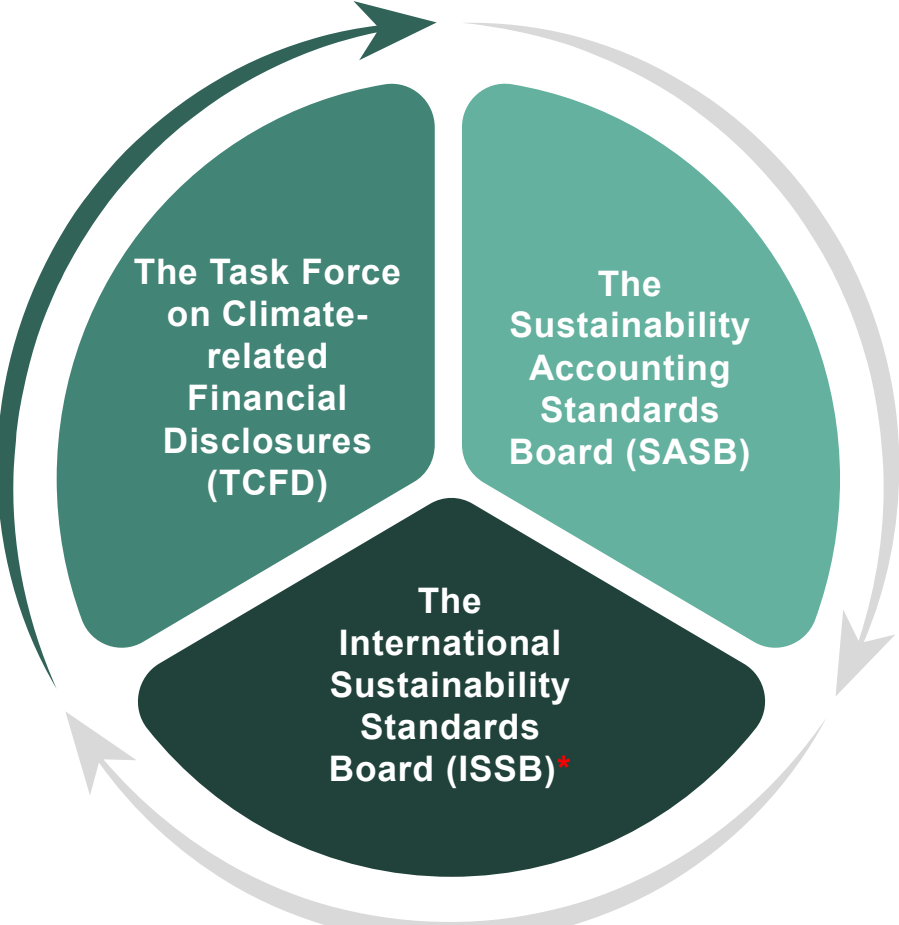 The Task Force
on Climate-
related
Financial
Disclosures
(TCFD)
The
Sustainability
Accounting
Standards
Board (SASB)
The
International
Sustainability
Standards
Board (ISSB)*